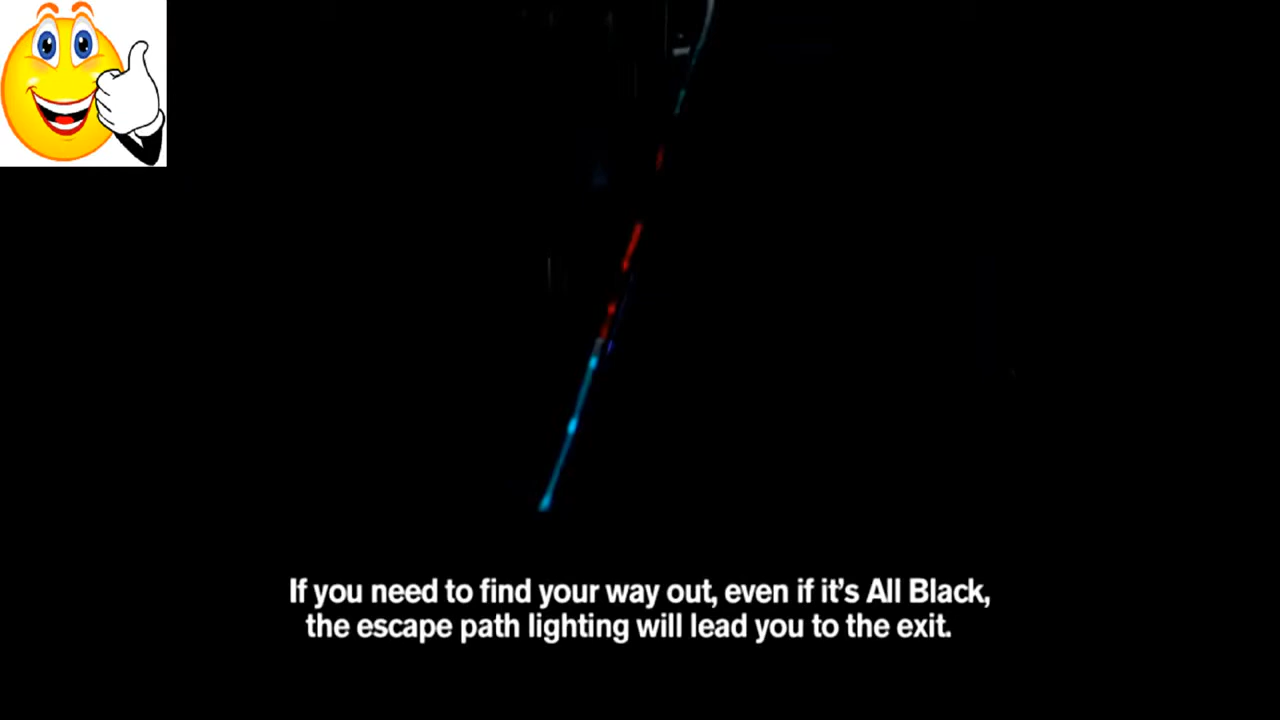 If you need to find your way out, even if it's All Black,
the escape path lighting will lead you to the exit.